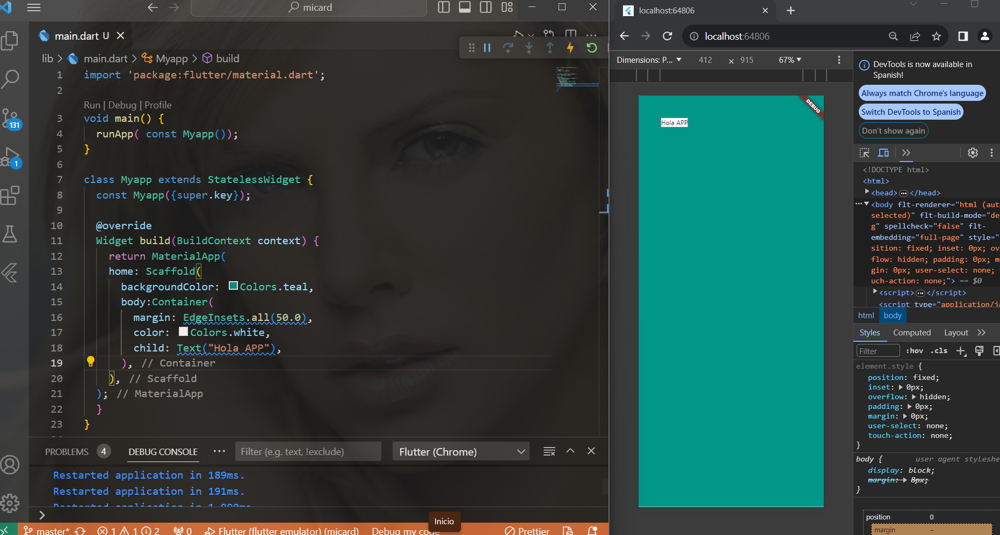 micard
main.dart U
lib > main.dart > Myapp > build
1 import 'package:flutter/material.dart';
2
Run | Debug | Profile
3 void main() {
4 runApp( const Myapp());
5 }
6
7 class Myapp extends StatelessWidget {
8 const Myapp({super.key});
9
10 @override
11 Widget build(BuildContext context) {
12 return MaterialApp(
13 home: Scaffold(
14 backgroundColor: Colors.teal,
15 body:Container(
16 margin: EdgeInsets.all(50.0),
17 color: Colors.white,
18 child: Text("Hola APP"),
19 ), // Container
20 ), // Scaffold
21 ); // MaterialApp
22 }
23 }
131
1
PROBLEMS 4 DEBUG CONSOLE ··· Filter (e.g. text, !exclude) Flutter (Chrome)
Restarted application in 189ms.
Restarted application in 191ms.
>
Inicio
master* 1 1 2 0 Flutter (flutter emulator) (micard) Debug my code Prettier
localhost:64806
localhost:64806
Dimensions: P... 412 × 915 67%
DEBUG
Hola APP
DevTools is now available in
Spanish!
Always match Chrome's language
Switch DevTools to Spanish
Don't show again
<!DOCTYPE html>
<html>
<head> ··· </head>
··· <body flt-renderer="html (aut
selected)" flt-build-mode="de
g" spellcheck="false" flt-
embedding="full-page" style="
sition: fixed; inset: 0px; ov
flow: hidden; padding: 0px; m
gin: 0px; user-select: none;
uch-action: none;"> == $0
<script> ··· </script>
<script type="application/ja
html body
Styles Computed Layout
Filter :hov .cls
element.style {
position: fixed;
inset: 0px;
overflow: hidden;
padding: 0px;
margin: 0px;
user-select: none;
touch-action: none;
}
body { user agent styleshe
display: block;
margin: 8px;
}
position 0
margin –